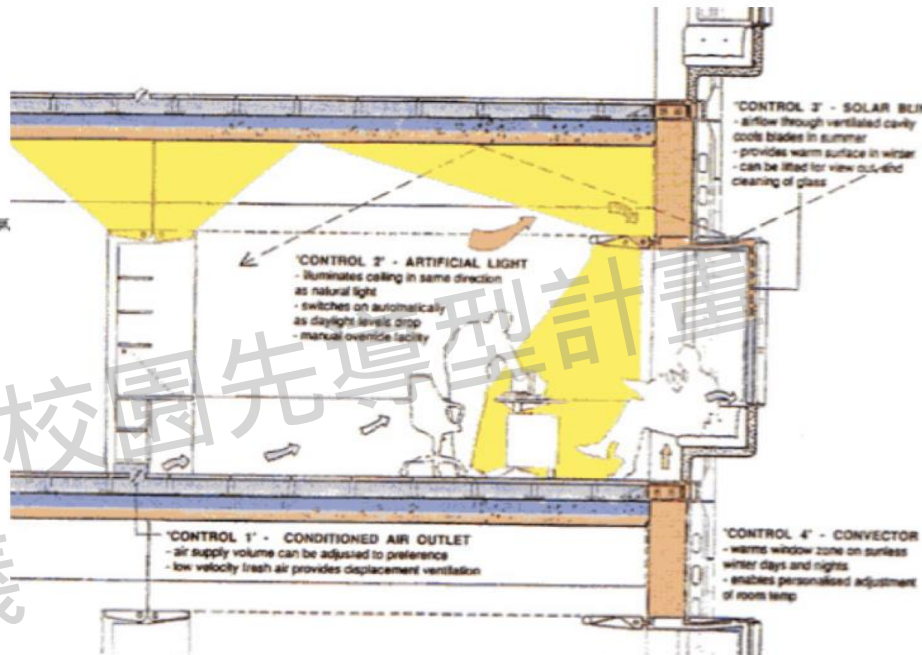 'CONTROL 3' - SOLAR
- airflow through ventilated cavity
cools blades in summer
- provides warm surface in winter
- can be lifted for view out and
cleaning of glass
'CONTROL 2' - ARTIFICIAL LIGHT
- illuminates ceiling in same direction
as natural light
- switches on automatically
as daylight levels drop
- manual override facility
校園先導型計畫
'CONTROL 1' - CONDITIONED AIR OUTLET
- air supply volume can be adjusted to preference
- low velocity fresh air provides displacement ventilation
'CONTROL 4' - CONVECTOR
- warms window zone on sunless
winter days and nights
- enables personalised adjustment
of room temp